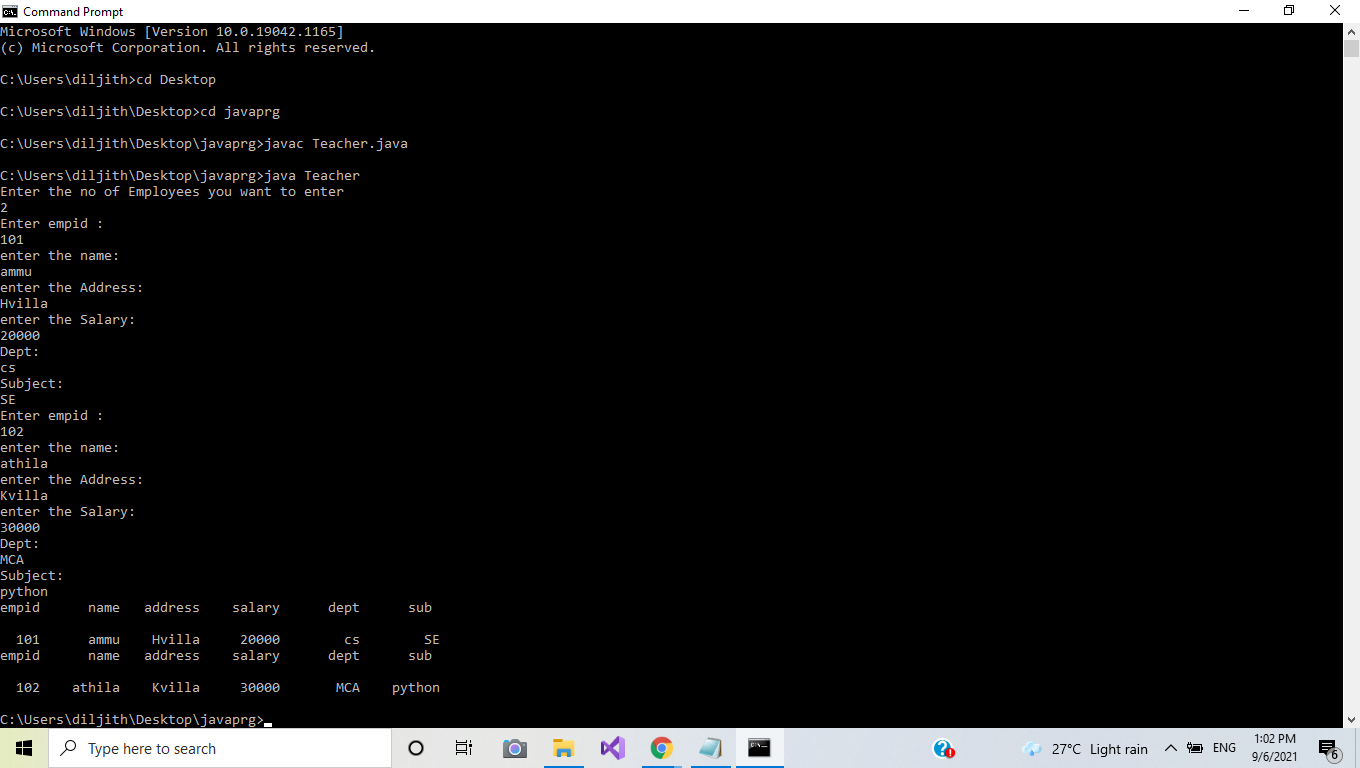 Command Prompt
Microsoft Windows [Version 10.0.19042.1165]
(c) Microsoft Corporation. All rights reserved.
C:\Users\diljith>cd Desktop
C:\Users\diljith\Desktop>cd javaprg
C:\Users\diljith\Desktop\javaprg>javac Teacher.java
C:\Users\diljith\Desktop\javaprg>java Teacher
Enter the no of Employees you want to enter
2
Enter empid :
101
enter the name:
ammu
enter the Address:
Hvilla
enter the Salary:
20000
Dept:
cs
Subject:
SE
Enter empid :
102
enter the name:
athila
enter the Address:
Kvilla
enter the Salary:
30000
Dept:
MCA
Subject:
python
empid      name   address    salary      dept      sub
  101      ammu    Hvilla     20000        cs        SE
empid      name   address    salary      dept      sub
  102    athila    Kvilla     30000       MCA    python
C:\Users\diljith\Desktop\javaprg>
Type here to search
27°C Light rain
ENG
1:02 PM
9/6/2021
6